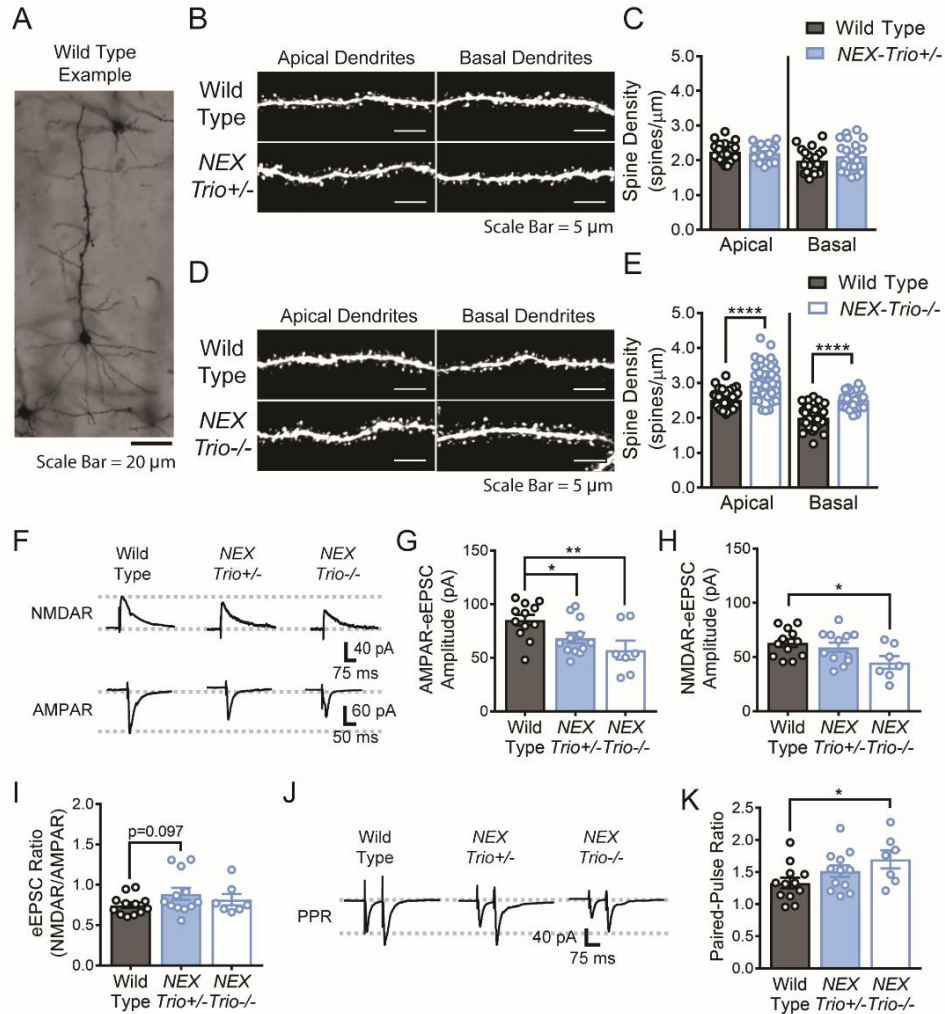 A
Wild Type
Example
Scale Bar = 20 µm
B
Apical Dendrites
Basal Dendrites
Wild
Type
NEX
Trio+/-
Scale Bar = 5 µm
C
Wild Type
NEX-Trio+/-
Spine Density
(spines/µm)
5.0
4.0
3.0
2.0
1.0
0.0
Apical
Basal
D
Apical Dendrites
Basal Dendrites
Wild
Type
NEX
Trio-/-
Scale Bar = 5 µm
E
Wild Type
NEX-Trio-/-
Spine Density
(spines/µm)
5.0
4.0
3.0
2.0
1.0
0.0
****
****
Apical
Basal
F
Wild
Type
NEX
Trio+/-
NEX
Trio-/-
NMDAR
40 pA
75 ms
AMPAR
60 pA
50 ms
G
AMPAR-eEPSC
Amplitude (pA)
150
100
50
0
**
*
Wild
Type
NEX
Trio+/-
NEX
Trio-/-
H
NMDAR-eEPSC
Amplitude (pA)
150
100
50
0
*
Wild
Type
NEX
Trio+/-
NEX
Trio-/-
I
eEPSC Ratio
(NMDAR/AMPAR)
2.0
1.5
1.0
0.5
0.0
p=0.097
Wild
Type
NEX
Trio+/-
NEX
Trio-/-
J
Wild
Type
NEX
Trio+/-
NEX
Trio-/-
PPR
40 pA
75 ms
K
Paired-Pulse Ratio
2.5
2.0
1.5
1.0
0.5
0.0
*
Wild
Type
NEX
Trio+/-
NEX
Trio-/-